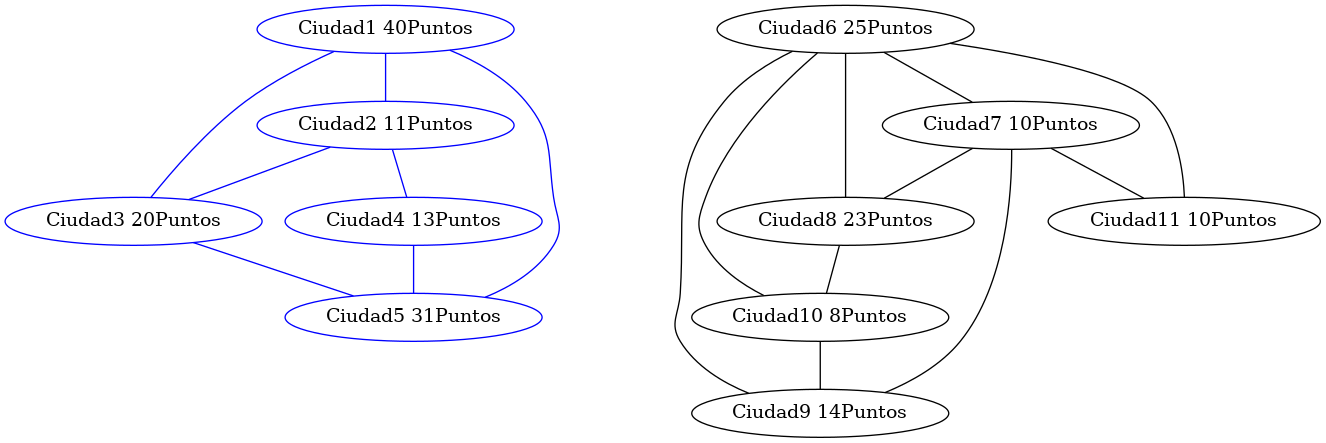 Ciudad1 40Puntos
Ciudad6 25Puntos
Ciudad2 11Puntos
Ciudad7 10Puntos
Ciudad3 20Puntos
Ciudad4 13Puntos
Ciudad8 23Puntos
Ciudad11 10Puntos
Ciudad5 31Puntos
Ciudad10 8Puntos
Ciudad9 14Puntos